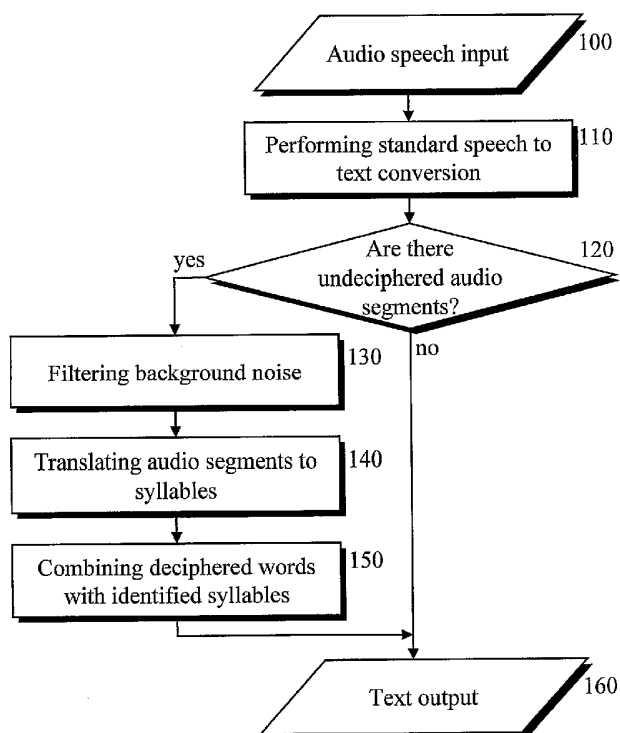 Audio speech input
100
Performing standard speech to
text conversion
110
Are there
undeciphered audio
segments?
120
yes
no
Filtering background noise
130
Translating audio segments to
syllables
140
Combining deciphered words
with identified syllables
150
Text output
160